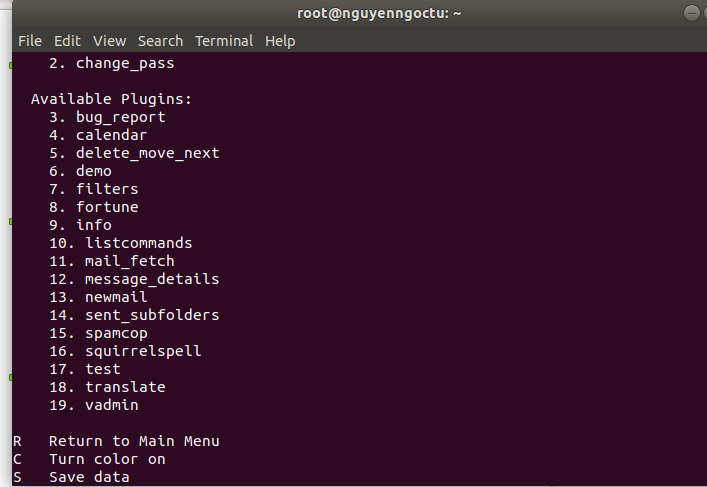 root@nguyenngoctu: ~
File Edit View Search Terminal Help
2. change_pass
Available Plugins:
3. bug_report
4. calendar
5. delete_move_next
6. demo
7. filters
8. fortune
9. info
10. listcommands
11. mail_fetch
12. message_details
13. newmail
14. sent_subfolders
15. spamcop
16. squirrelspell
17. test
18. translate
19. vadmin
R Return to Main Menu
C Turn color on
S Save data